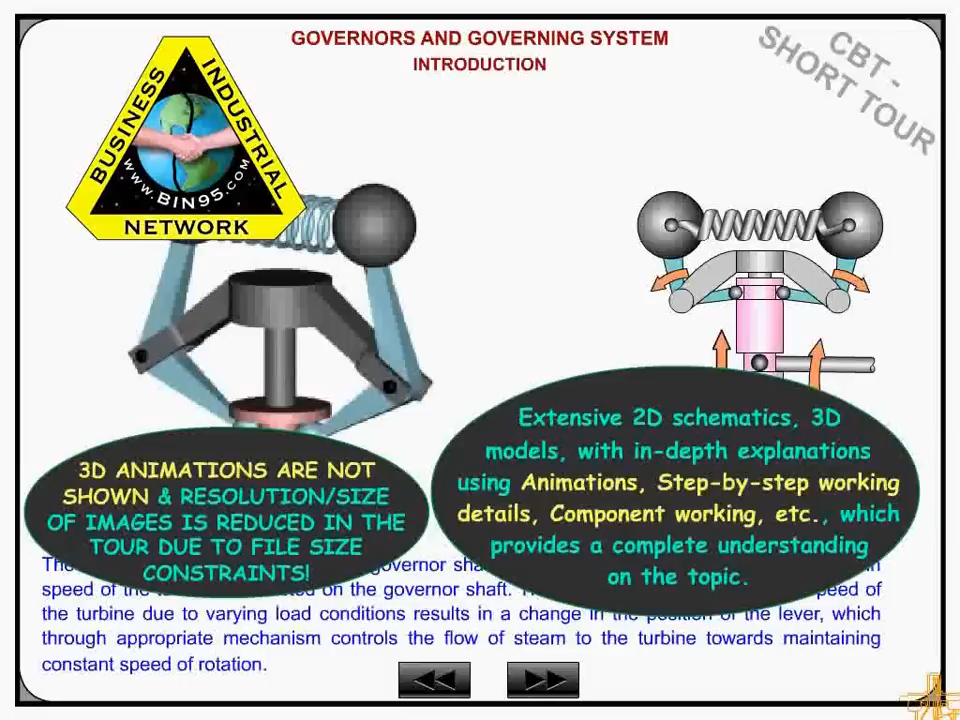 GOVERNORS AND GOVERNING SYSTEM
INTRODUCTION
CBT -
SHORT TOUR
BUSINESS
INDUSTRIAL
NETWORK
www.BIN95.COM
3D ANIMATIONS ARE NOT
SHOWN & RESOLUTION/SIZE
OF IMAGES IS REDUCED IN THE
TOUR DUE TO FILE SIZE
CONSTRAINTS!
Extensive 2D schematics, 3D
models, with in-depth explanations
using Animations, Step-by-step working
details, Component working, etc., which
provides a complete understanding
on the topic.
governor
speed of the on the governor shaft. speed of
the turbine due to varying load conditions results in a change in the position of the lever, which
through appropriate mechanism controls the flow of steam to the turbine towards maintaining
constant speed of rotation.